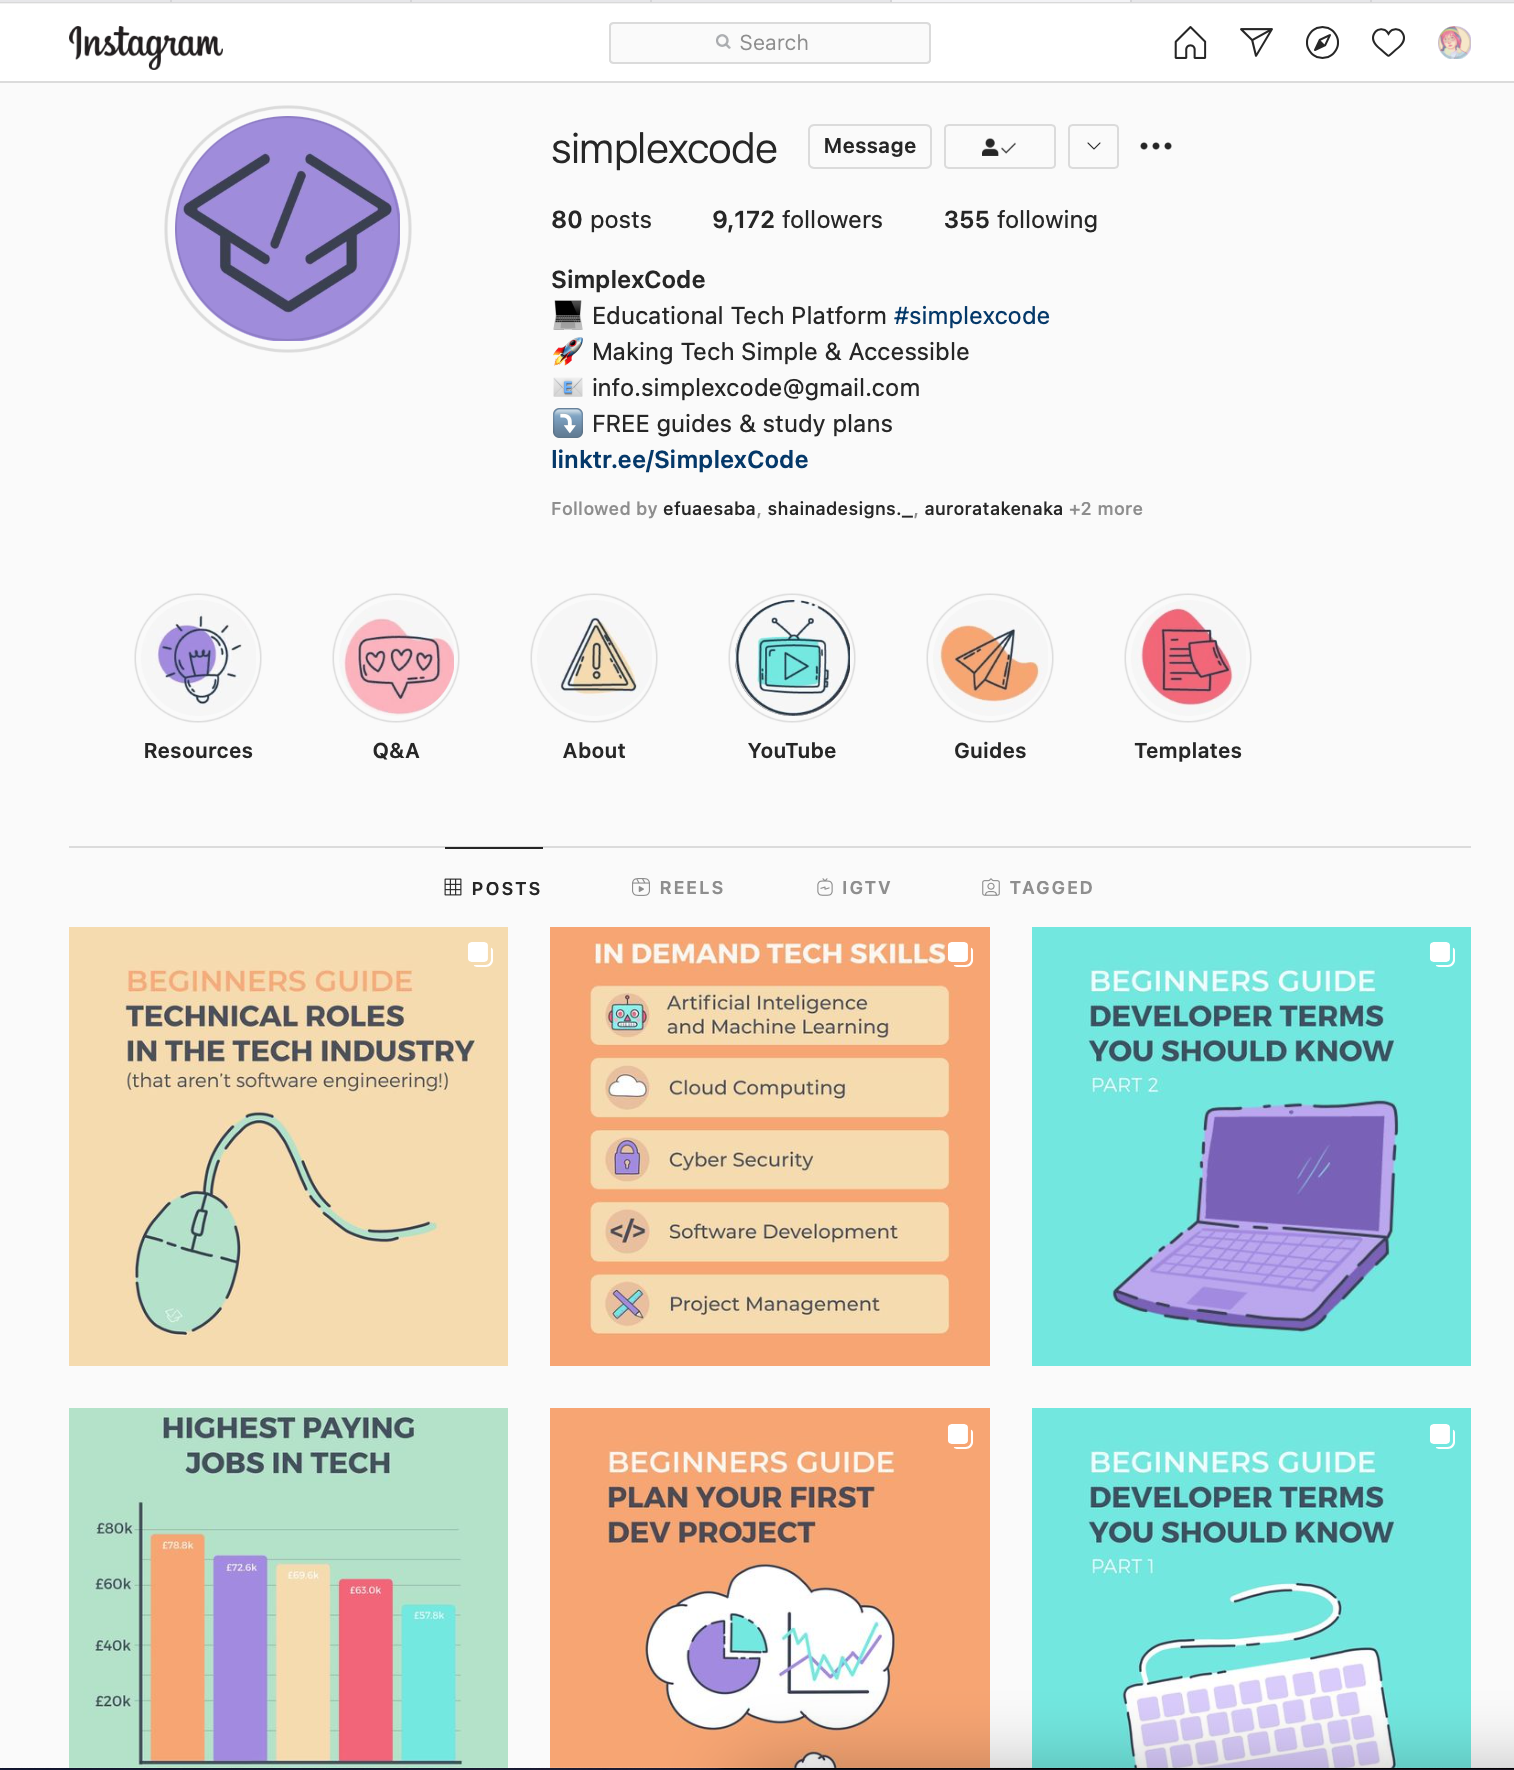 Instagram
Search
simplexcode
Message
80 posts
9,172 followers
355 following
SimplexCode
Educational Tech Platform #simplexcode
Making Tech Simple & Accessible
info.simplexcode@gmail.com
FREE guides & study plans
linktr.ee/SimplexCode
Followed by efuaesaba, shainadesigns._, auroratakenaka +2 more
Resources
Q&A
About
YouTube
Guides
Templates
POSTS
REELS
IGTV
TAGGED
BEGINNERS GUIDE
TECHNICAL ROLES
IN THE TECH INDUSTRY
(that aren't software engineering!)
IN DEMAND TECH SKILLS
Artificial Inteligence
and Machine Learning
Cloud Computing
Cyber Security
</> Software Development
Project Management
BEGINNERS GUIDE
DEVELOPER TERMS
YOU SHOULD KNOW
PART 2
HIGHEST PAYING
JOBS IN TECH
£80k
£60k
£40k
£20k
£78.8k
£72.6k
£69.6k
£63.0k
£57.8k
BEGINNERS GUIDE
PLAN YOUR FIRST
DEV PROJECT
BEGINNERS GUIDE
DEVELOPER TERMS
YOU SHOULD KNOW
PART 1